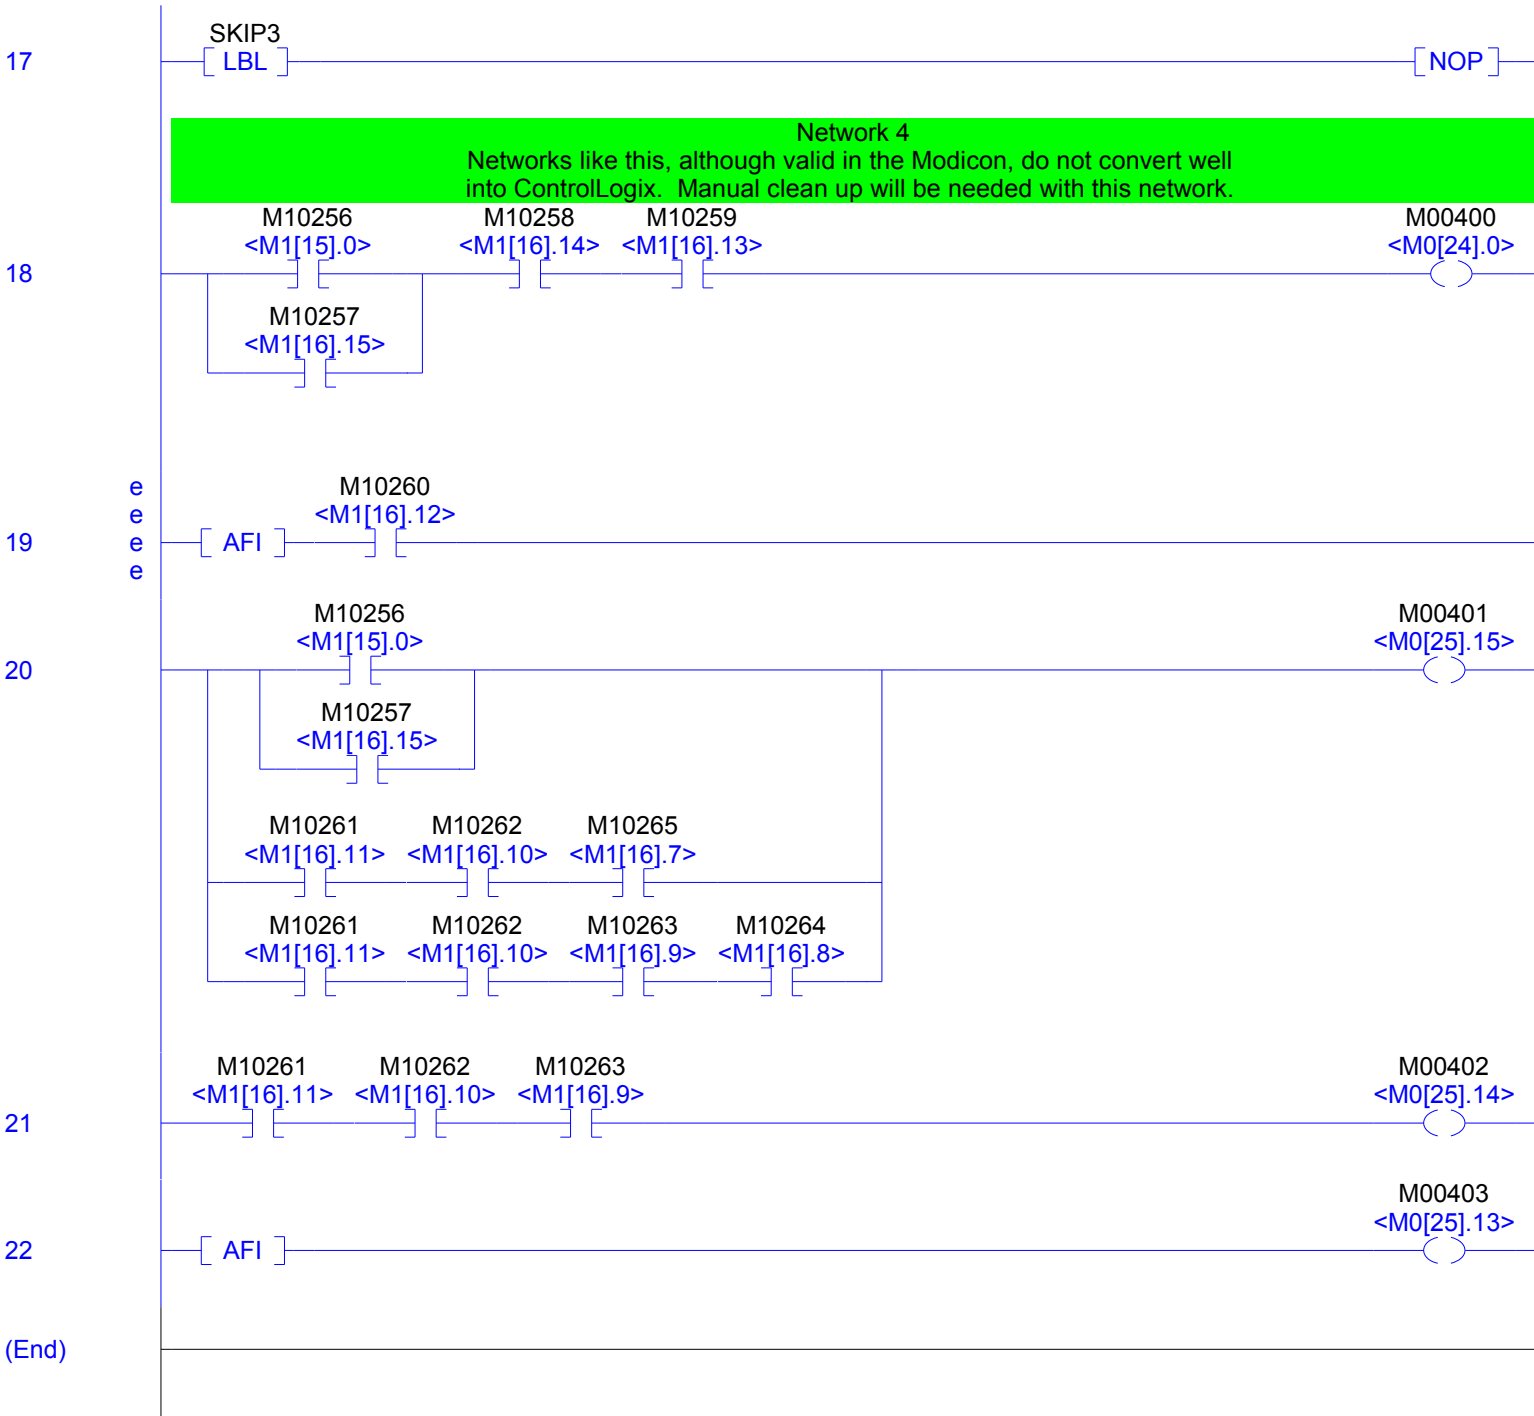 SKIP3
17 LBL NOP
Network 4
Networks like this, although valid in the Modicon, do not convert well
into ControlLogix.  Manual clean up will be needed with this network.
M10256 M10258 M10259 M00400
<M1[15].0> <M1[16].14> <M1[16].13> <M0[24].0>
18
M10257
<M1[16].15>
e M10260
e <M1[16].12>
19 e AFI
e
M10256 M00401
<M1[15].0> <M0[25].15>
20
M10257
<M1[16].15>
M10261 M10262 M10265
<M1[16].11> <M1[16].10> <M1[16].7>
M10261 M10262 M10263 M10264
<M1[16].11> <M1[16].10> <M1[16].9> <M1[16].8>
M10261 M10262 M10263 M00402
<M1[16].11> <M1[16].10> <M1[16].9> <M0[25].14>
21
M00403
<M0[25].13>
22 AFI
(End)